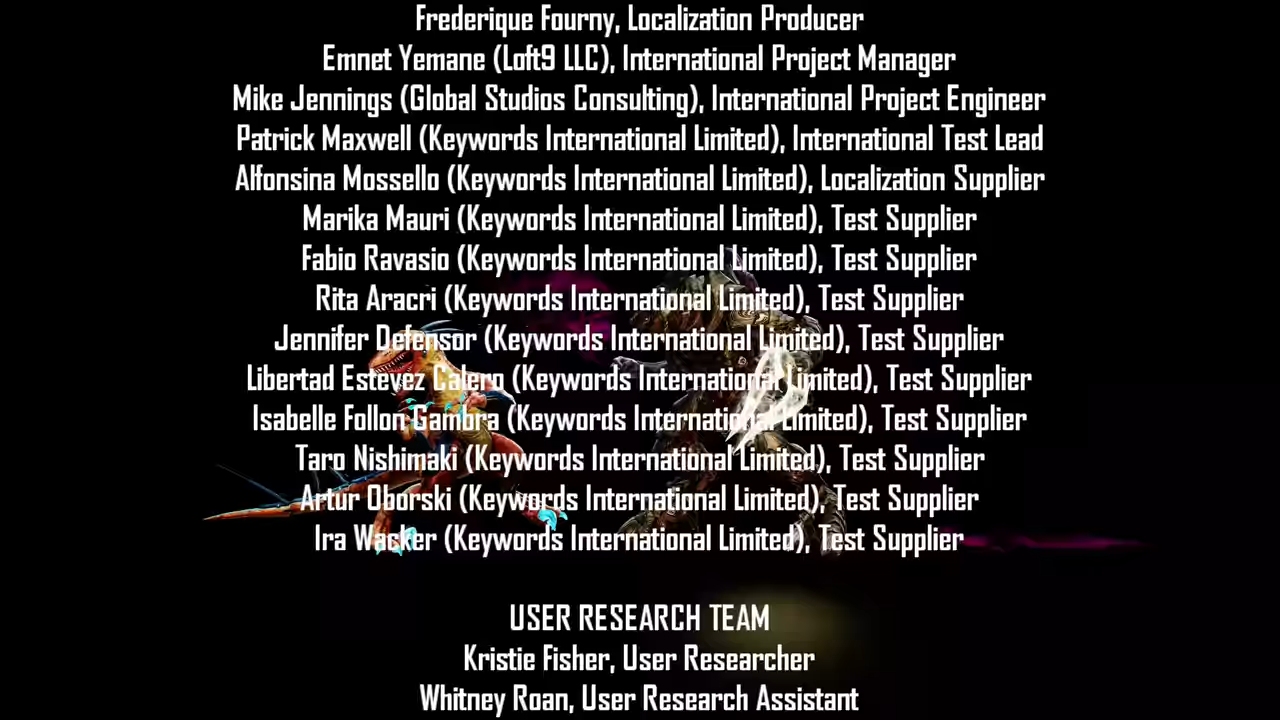 Frederique Fourny, Localization Producer
Emnet Yemane (Loft9 LLC), International Project Manager
Mike Jennings (Global Studios Consulting), International Project Engineer
Patrick Maxwell (Keywords International Limited), International Test Lead
Alfonsina Mossello (Keywords International Limited), Localization Supplier
Marika Mauri (Keywords International Limited), Test Supplier
Fabio Ravasio (Keywords International Limited), Test Supplier
Rita Aracri (Keywords International Limited), Test Supplier
Jennifer Defensor (Keywords International Limited), Test Supplier
Libertad Estevez Calero (Keywords International Limited), Test Supplier
Isabelle Follon Gambra (Keywords International Limited), Test Supplier
Taro Nishimaki (Keywords International Limited), Test Supplier
Artur Oborski (Keywords International Limited), Test Supplier
Ira Wacker (Keywords International Limited), Test Supplier
USER RESEARCH TEAM
Kristie Fisher, User Researcher
Whitney Roan, User Research Assistant